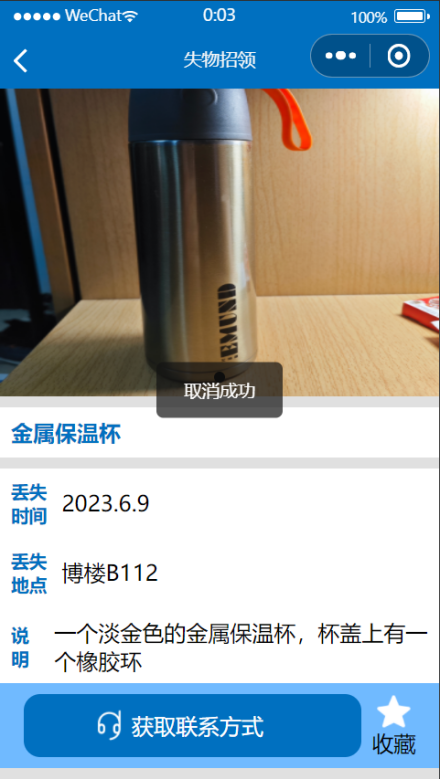 WeChat
0:03
100%
失物招领
EEMUND
取消成功
金属保温杯
丢失
时间
2023.6.9
丢失
地点
博楼B112
说
明
一个淡金色的金属保温杯，杯盖上有一
个橡胶环
获取联系方式
收藏